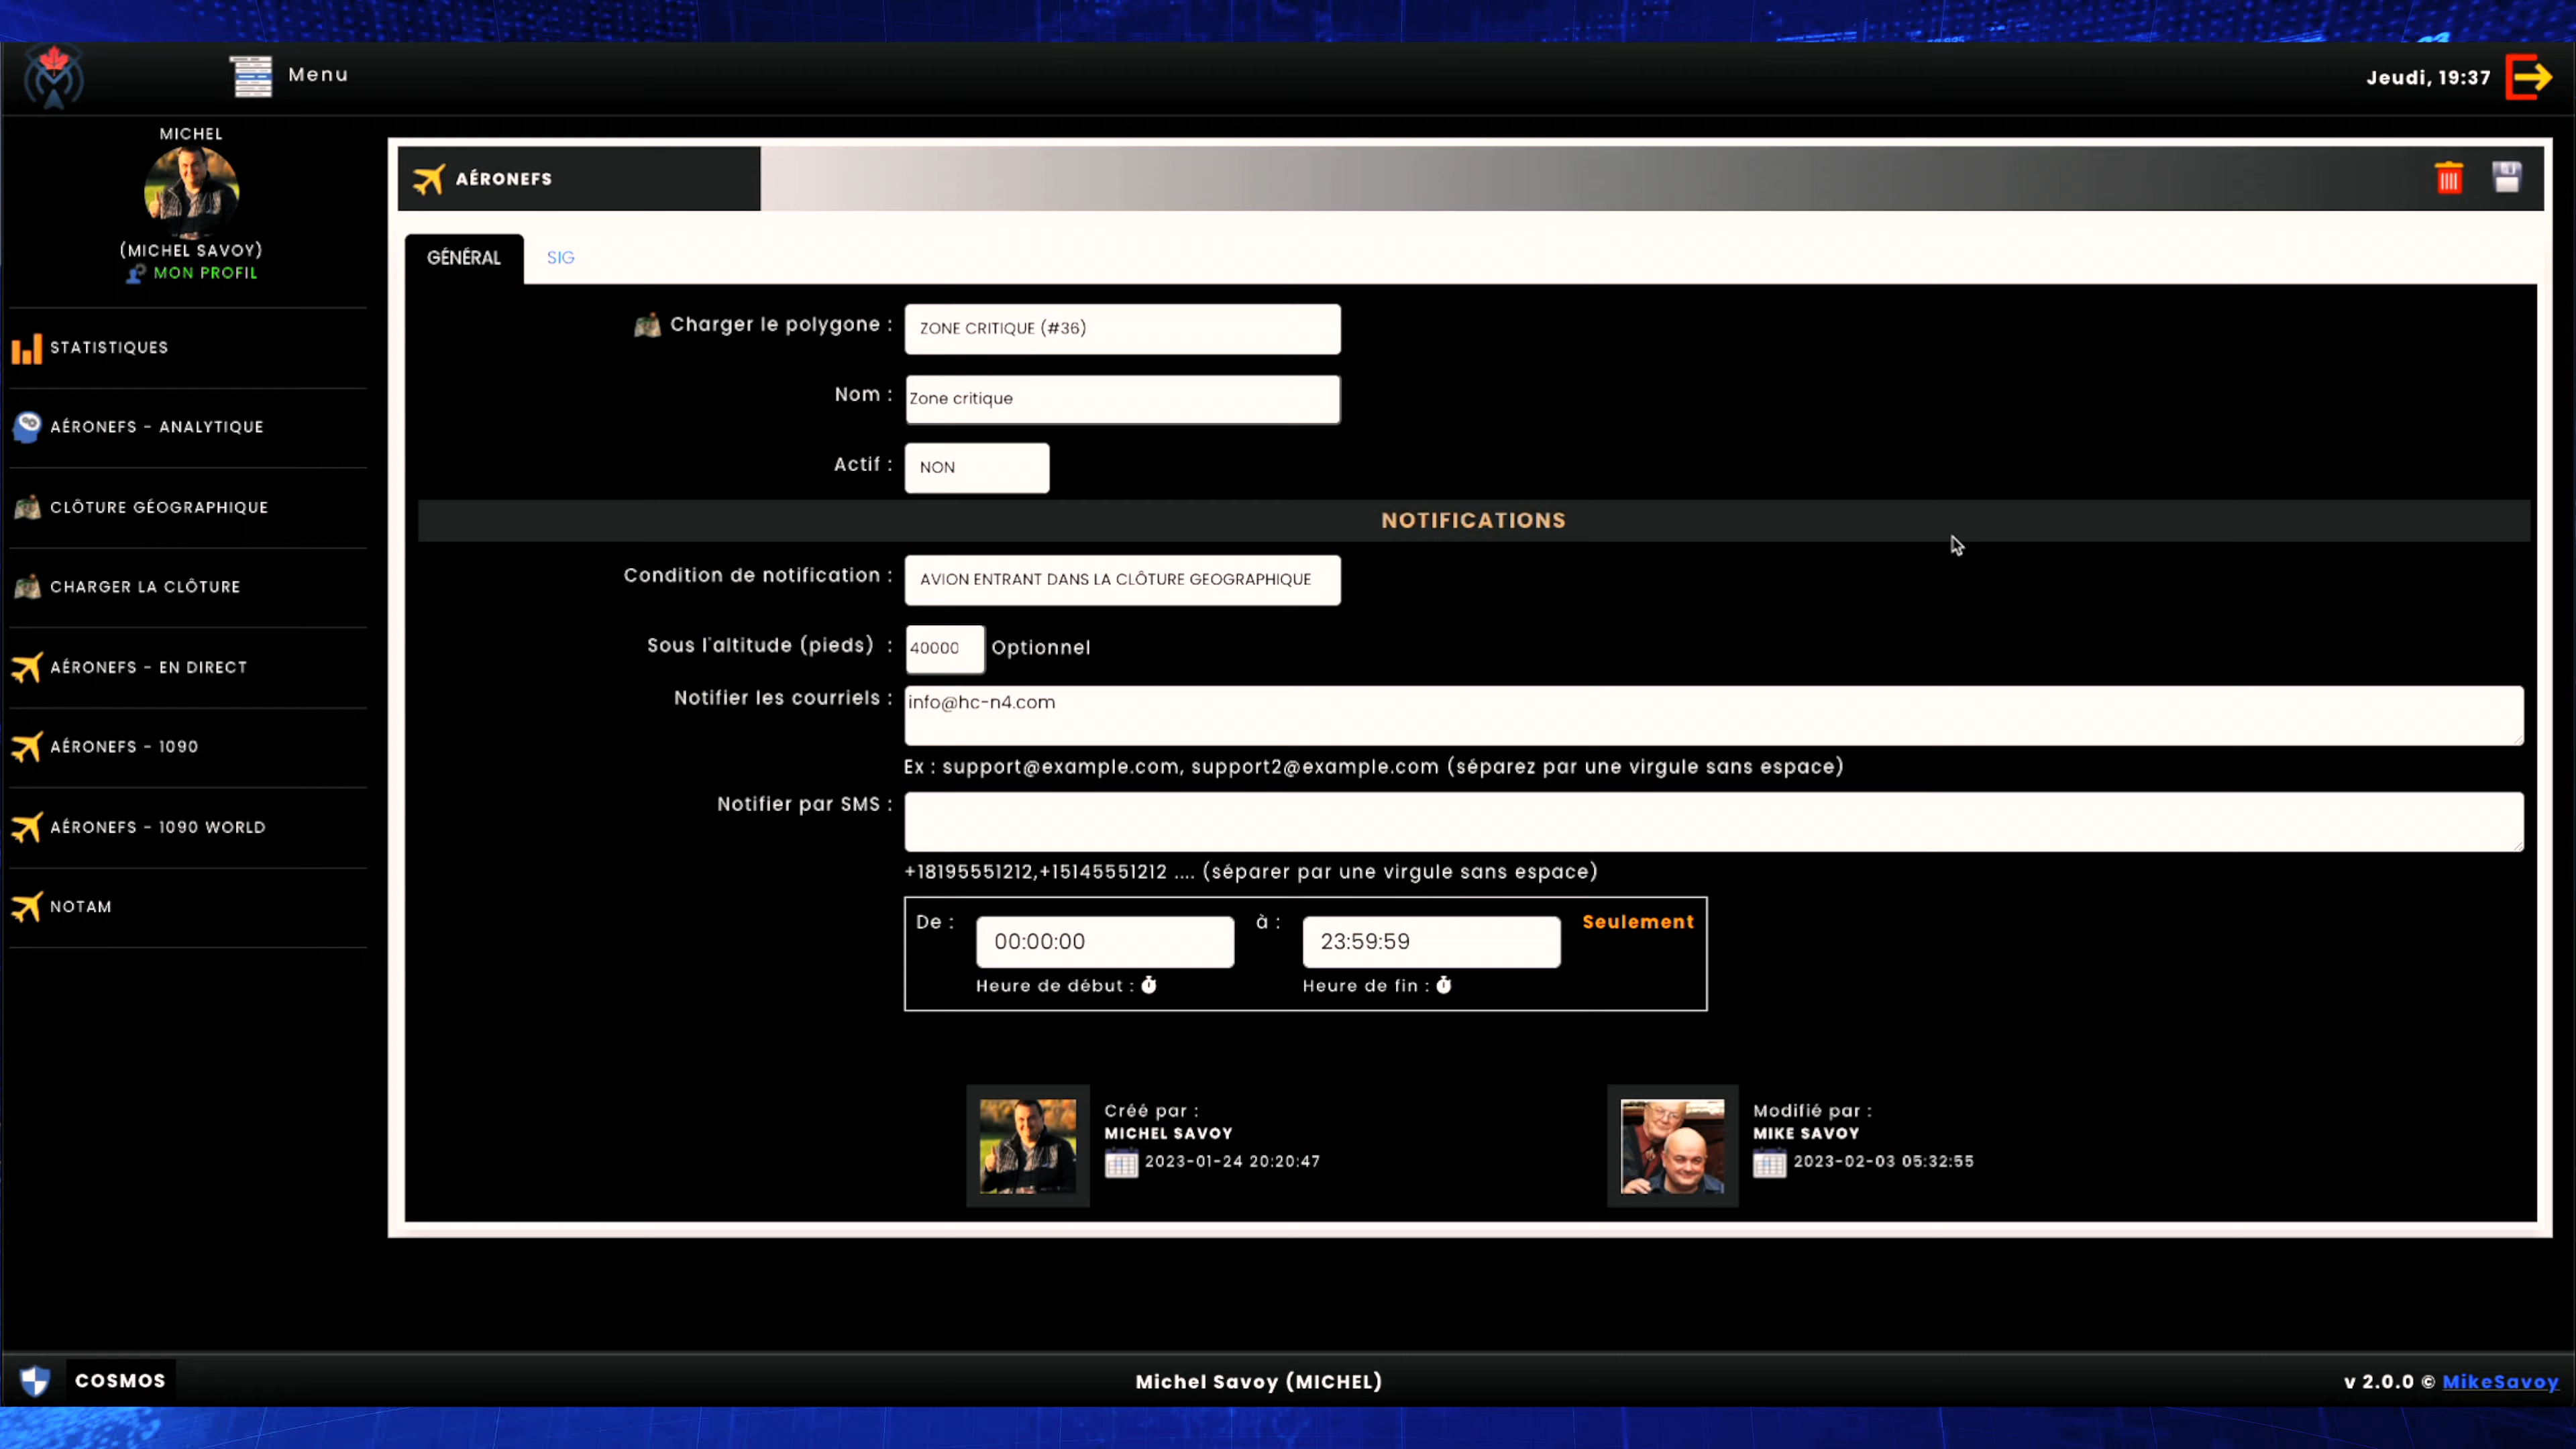 Menu
Jeudi, 19:37
MICHEL
(MICHEL SAVOY)
MON PROFIL
STATISTIQUES
AÉRONEFS - ANALYTIQUE
CLÔTURE GÉOGRAPHIQUE
CHARGER LA CLÔTURE
AÉRONEFS - EN DIRECT
AÉRONEFS - 1090
AÉRONEFS - 1090 WORLD
NOTAM
AÉRONEFS
GÉNÉRAL
SIG
Charger le polygone : ZONE CRITIQUE (#36)
Nom : Zone critique
Actif : NON
NOTIFICATIONS
Condition de notification : AVION ENTRANT DANS LA CLÔTURE GEOGRAPHIQUE
Sous l'altitude (pieds) : 40000 Optionnel
Notifier les courriels : info@hc-n4.com
Ex : support@example.com, support2@example.com (séparez par une virgule sans espace)
Notifier par SMS :
+18195551212,+15145551212 .... (séparer par une virgule sans espace)
De : 00:00:00 à : 23:59:59 Seulement
Heure de début : Heure de fin :
Créé par :
MICHEL SAVOY
2023-01-24 20:20:47
Modifié par :
MIKE SAVOY
2023-02-03 05:32:55
COSMOS
Michel Savoy (MICHEL)
v 2.0.0 © MikeSavoy